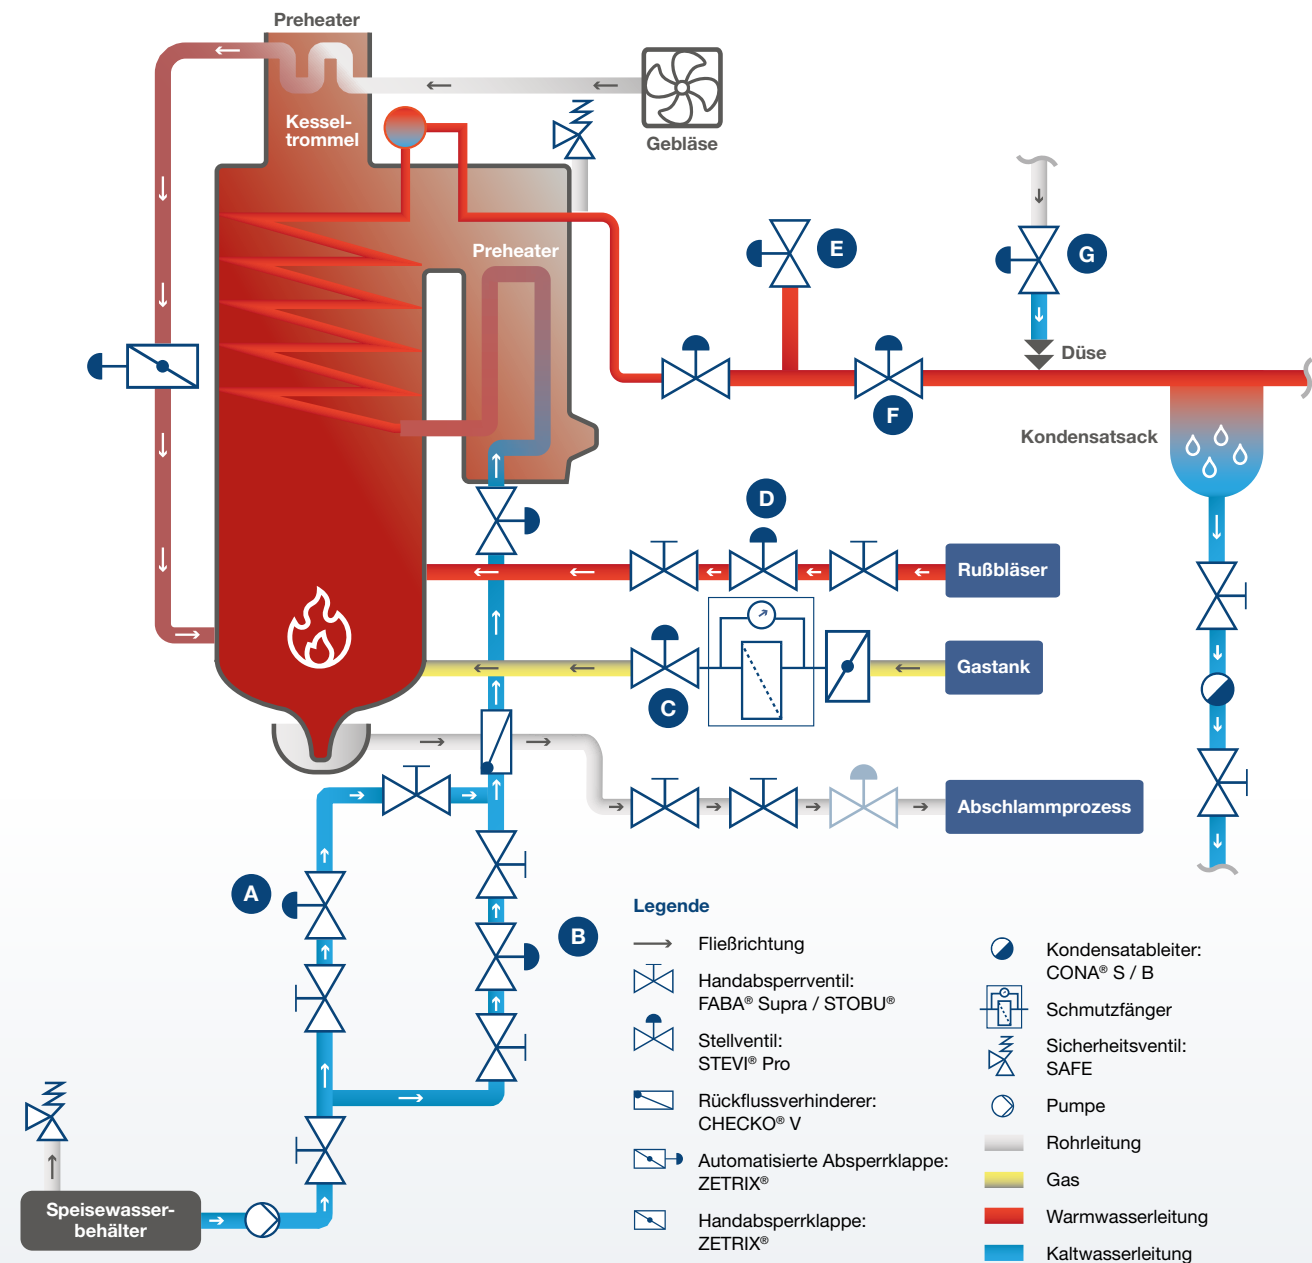 Preheater
Kessel-
trommel
Gebläse
Preheater
E
G
Düse
F
Kondensatsack
D
Rußbläser
Gastank
C
Abschlammprozess
A
B
Speisewasser-
behälter
Legende
Fließrichtung
Handabsperrventil:
FABA® Supra / STOBU®
Stellventil:
STEVI® Pro
Rückflussverhinderer:
CHECKO® V
Automatisierte Absperrklappe:
ZETRIX®
Handabsperrklappe:
ZETRIX®
Kondensatableiter:
CONA® S / B
Schmutzfänger
Sicherheitsventil:
SAFE
Pumpe
Rohrleitung
Gas
Warmwasserleitung
Kaltwasserleitung